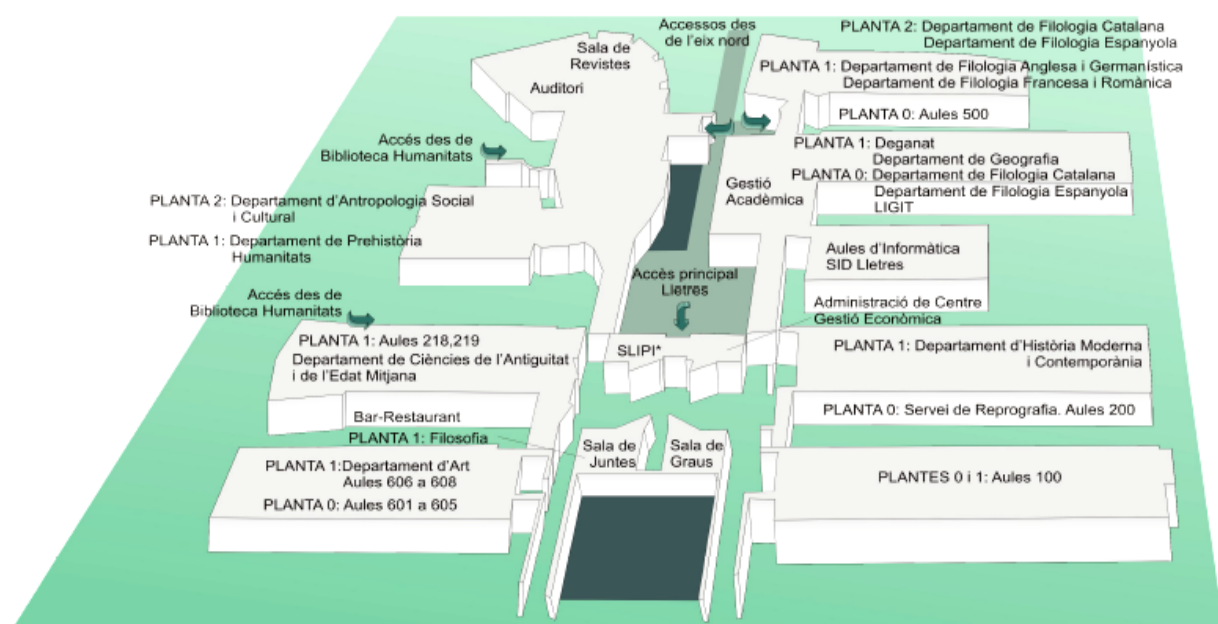 Accessos des
de l'eix nord
PLANTA 2: Departament de Filologia Catalana
Departament de Filologia Espanyola
Sala de
Revistes
Auditori
PLANTA 1: Departament de Filologia Anglesa i Germanística
Departament de Filologia Francesa i Romànica
PLANTA 0: Aules 500
Accés des de
Biblioteca Humanitats
PLANTA 1: Deganat
Departament de Geografia
PLANTA 0: Departament de Filologia Catalana
Departament de Filologia Espanyola
LIGIT
Gestió
Acadèmica
PLANTA 2: Departament d'Antropologia Social
i Cultural
PLANTA 1: Departament de Prehistòria
Humanitats
Aules d'Informàtica
SID Lletres
Accès principal
Lletres
Accés des de
Biblioteca Humanitats
Administració de Centre
Gestió Econòmica
PLANTA 1: Aules 218,219
Departament de Ciències de l'Antiguitat
i de l'Edat Mitjana
SLIPI*
PLANTA 1: Departament d'Història Moderna
i Contemporània
Bar-Restaurant
PLANTA 0: Servei de Reprografia. Aules 200
PLANTA 1: Filosofia
Sala de
Juntes
Sala de
Graus
PLANTA 1:Departament d'Art
Aules 606 a 608
PLANTA 0: Aules 601 a 605
PLANTES 0 i 1: Aules 100